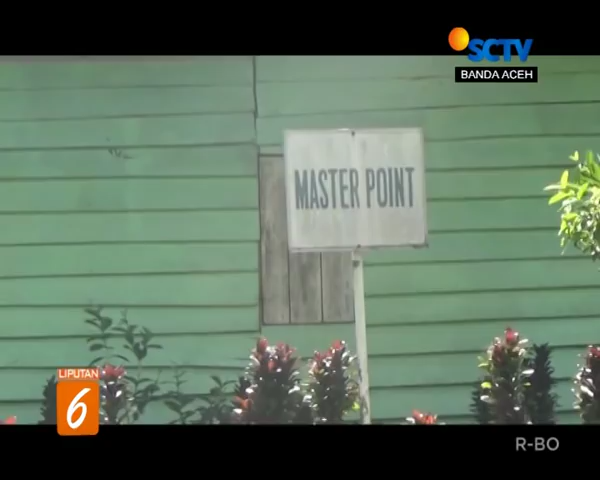 SCTV
BANDA ACEH
MASTER POINT
LIPUTAN
6
R-BO